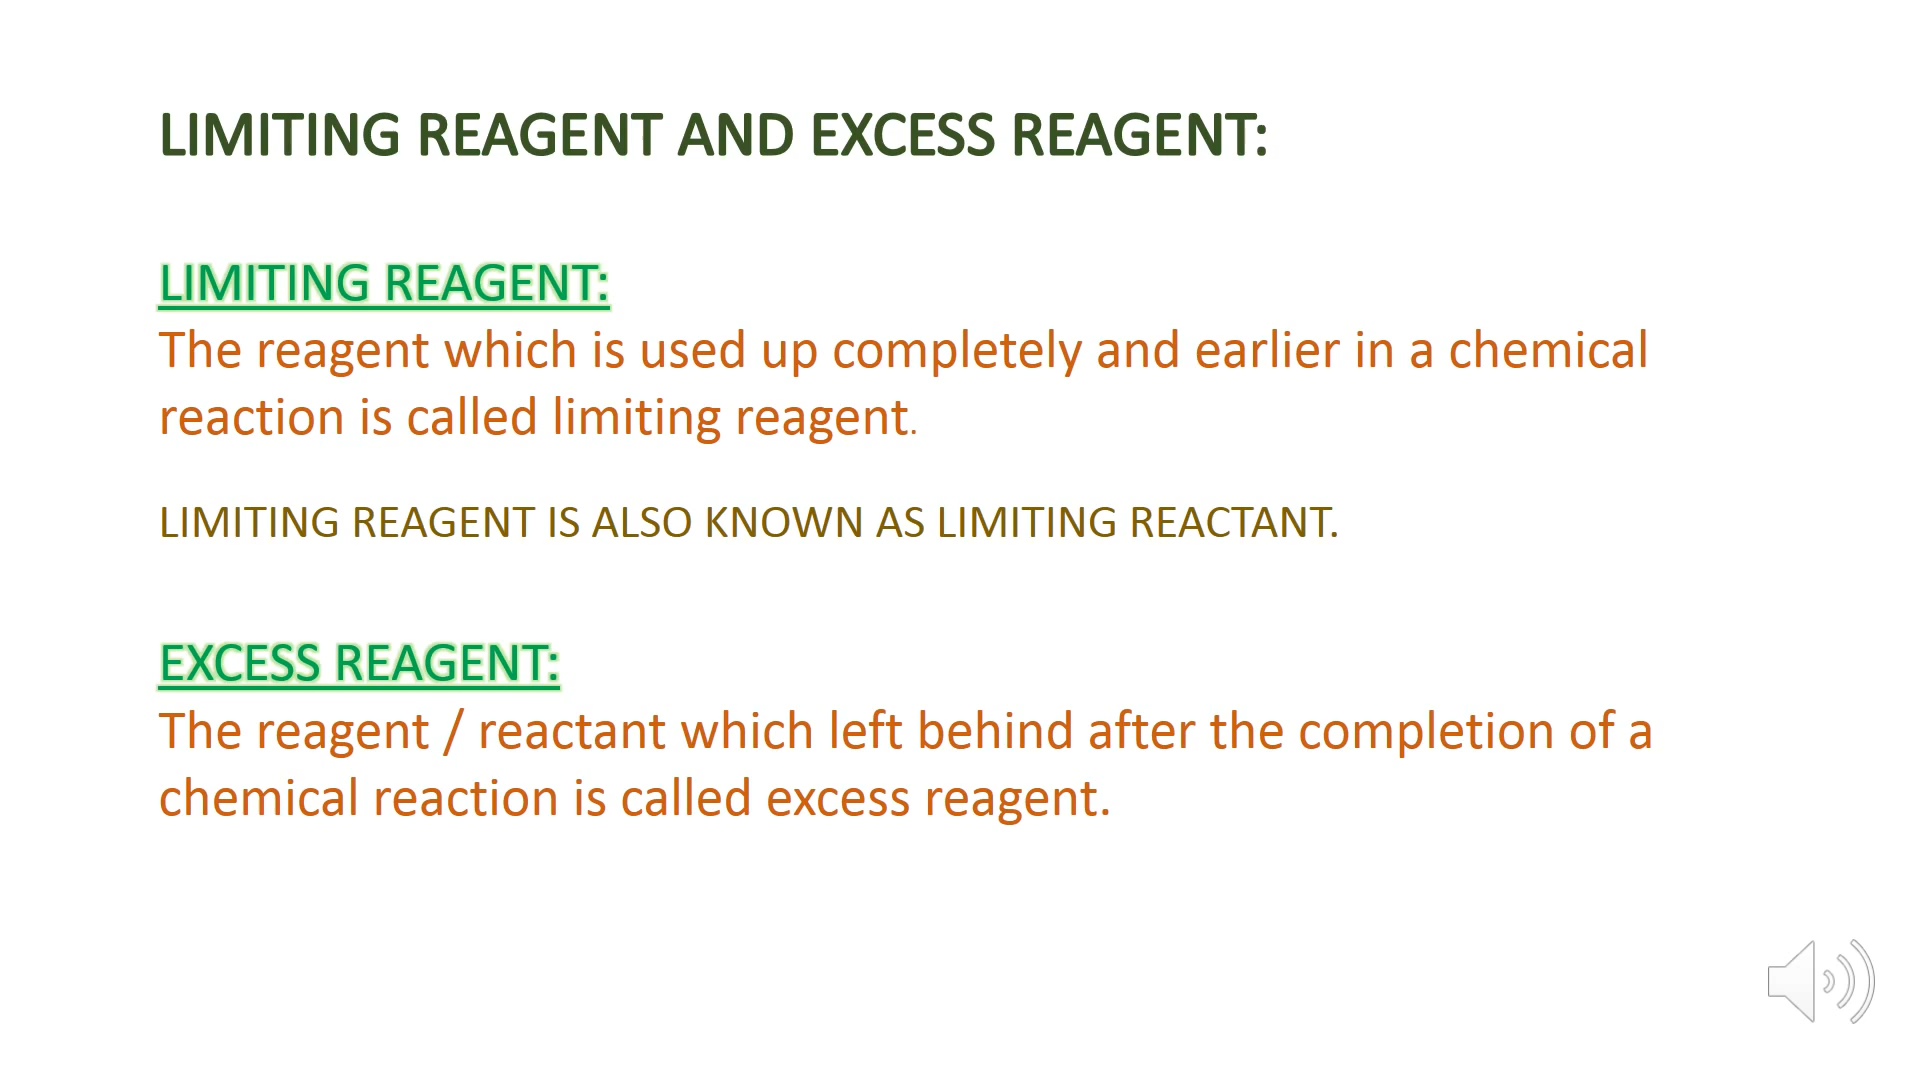 LIMITING REAGENT AND EXCESS REAGENT:
LIMITING REAGENT:
The reagent which is used up completely and earlier in a chemical
reaction is called limiting reagent.
LIMITING REAGENT IS ALSO KNOWN AS LIMITING REACTANT.
EXCESS REAGENT:
The reagent / reactant which left behind after the completion of a
chemical reaction is called excess reagent.